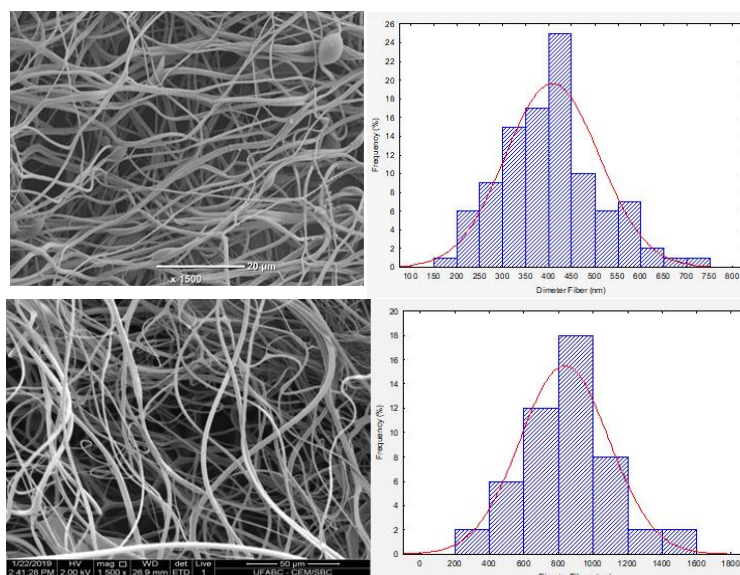 20 µm
x 1500
Frequency (%)
26
24
22
20
18
16
14
12
10
8
6
4
2
0
100 150 200 250 300 350 400 450 500 550 600 650 700 750 800
Dimeter Fiber (nm)
1/22/2019 HV mag WD det Live 50 µm
2:41:28 PM 2.00 kV 1 500 x 26.9 mm ETD 1 UFABC - CEM/SBC
Frequency (%)
20
18
16
14
12
10
8
6
4
2
0
0 200 400 600 800 1000 1200 1400 1600 1800